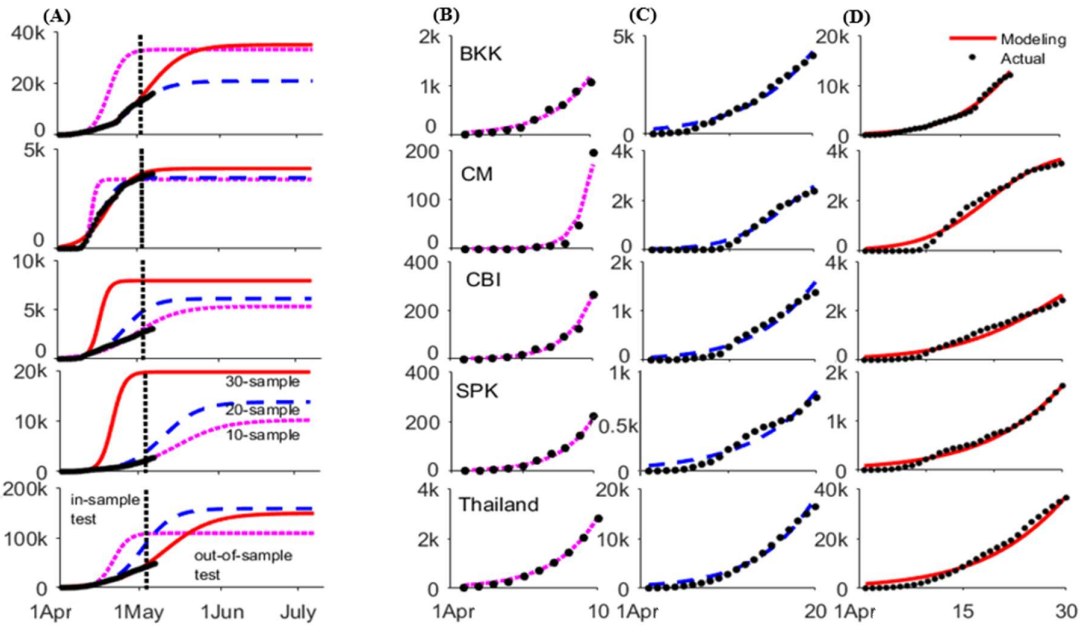 (A) (B) (C) (D)
40k
20k
0
2k
BKK
1k
0
5k
0
20k
Modeling
Actual
10k
0
5k
0
200
CM
100
0
4k
2k
0
4k
2k
0
10k
5k
0
400
CBI
200
0
2k
1k
0
4k
2k
0
20k
30-sample
20-sample
10-sample
10k
0
400
SPK
200
0
1k
0.5k
0
2k
1k
0
200k
in-sample
test
100k
out-of-sample
test
0
4k
Thailand
2k
0
20k
10k
0
40k
20k
0
1Apr 1May 1Jun July
1Apr 10
1Apr 20
1Apr 15 30